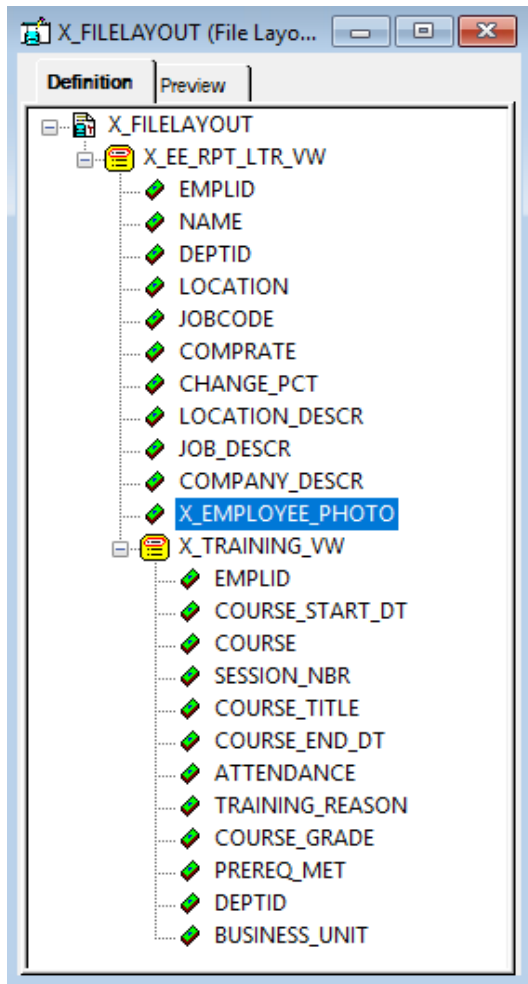 X_FILELAYOUT (File Layo...
Definition Preview
X_FILELAYOUT
X_EE_RPT_LTR_VW
EMPLID
NAME
DEPTID
LOCATION
JOBCODE
COMPRATE
CHANGE_PCT
LOCATION_DESCR
JOB_DESCR
COMPANY_DESCR
X_EMPLOYEE_PHOTO
X_TRAINING_VW
EMPLID
COURSE_START_DT
COURSE
SESSION_NBR
COURSE_TITLE
COURSE_END_DT
ATTENDANCE
TRAINING_REASON
COURSE_GRADE
PREREQ_MET
DEPTID
BUSINESS_UNIT